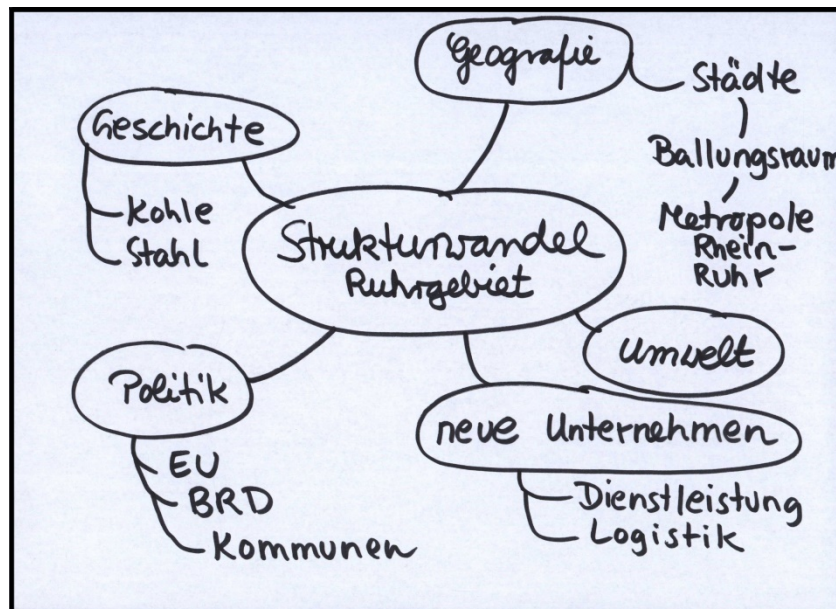 Geografie
Städte
Ballungsraum
Metropole
Rhein-
Ruhr
Geschichte
Kohle
Stahl
Strukturwandel
Ruhrgebiet
Umwelt
Politik
EU
BRD
Kommunen
neue Unternehmen
Dienstleistung
Logistik